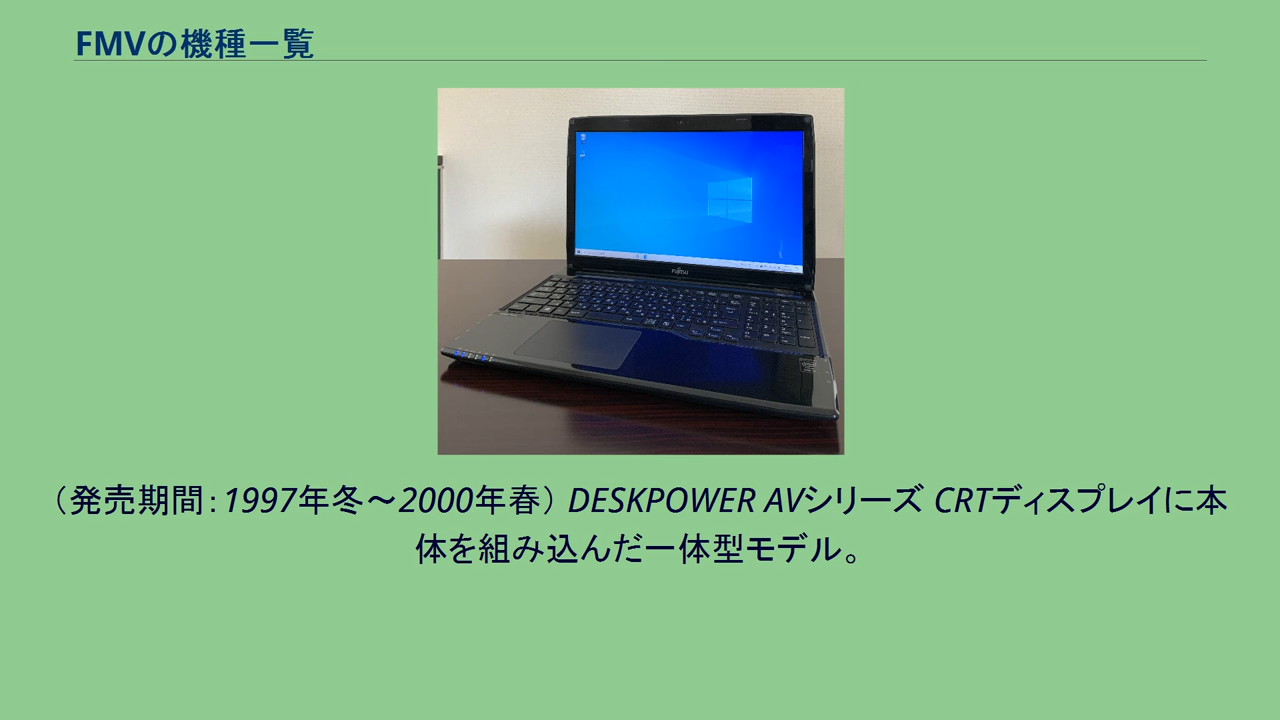 FMVの機種一覧
FUJITSU
（発売期間：1997年冬～2000年春） DESKPOWER AVシリーズ CRTディスプレイに本
体を組み込んだ一体型モデル。